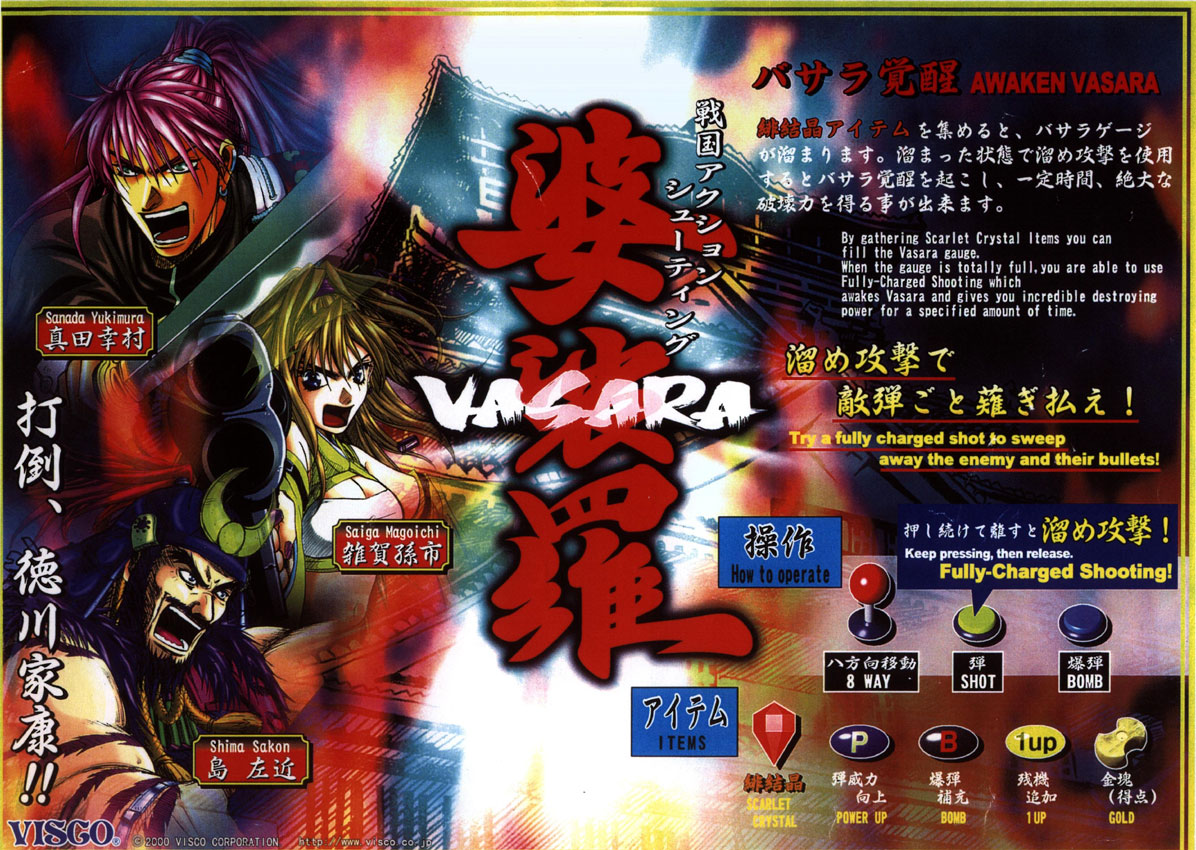 バサラ覚醒 AWAKEN VASARA
緋結晶アイテムを集めると、バサラゲージ
が溜まります。溜まった状態で溜め攻撃を使用
するとバサラ覚醒を起こし、一定時間、絶大な
破壊力を得る事が出来ます。
By gathering Scarlet Crystal Items you can
fill the Vasara gauge.
When the gauge is totally full,you are able to use
Fully-Charged Shooting which
awakes Vasara and gives you incredible destroying
power for a specified amount of time.
戦国アクション
シューティング
婆裟羅
VASARA
Sanada Yukimura
真田幸村
Saiga Magoichi
雑賀孫市
Shima Sakon
島 左近
打倒、徳川家康!!
溜め攻撃で
敵弾ごと薙ぎ払え！
Try a fully charged shot to sweep
away the enemy and their bullets!
操作
How to operate
押し続けて離すと溜め攻撃！
Keep pressing, then release.
Fully-Charged Shooting!
八方向移動
8 WAY
弾
SHOT
爆弾
BOMB
アイテム
ITEMS
緋結晶
SCARLET
CRYSTAL
P
弾威力
向上
POWER UP
B
爆弾
補充
BOMB
1up
残機
追加
1UP
金塊
(得点)
GOLD
VISCO® ©2000 VISCO CORPORATION http://www.visco.co.jp